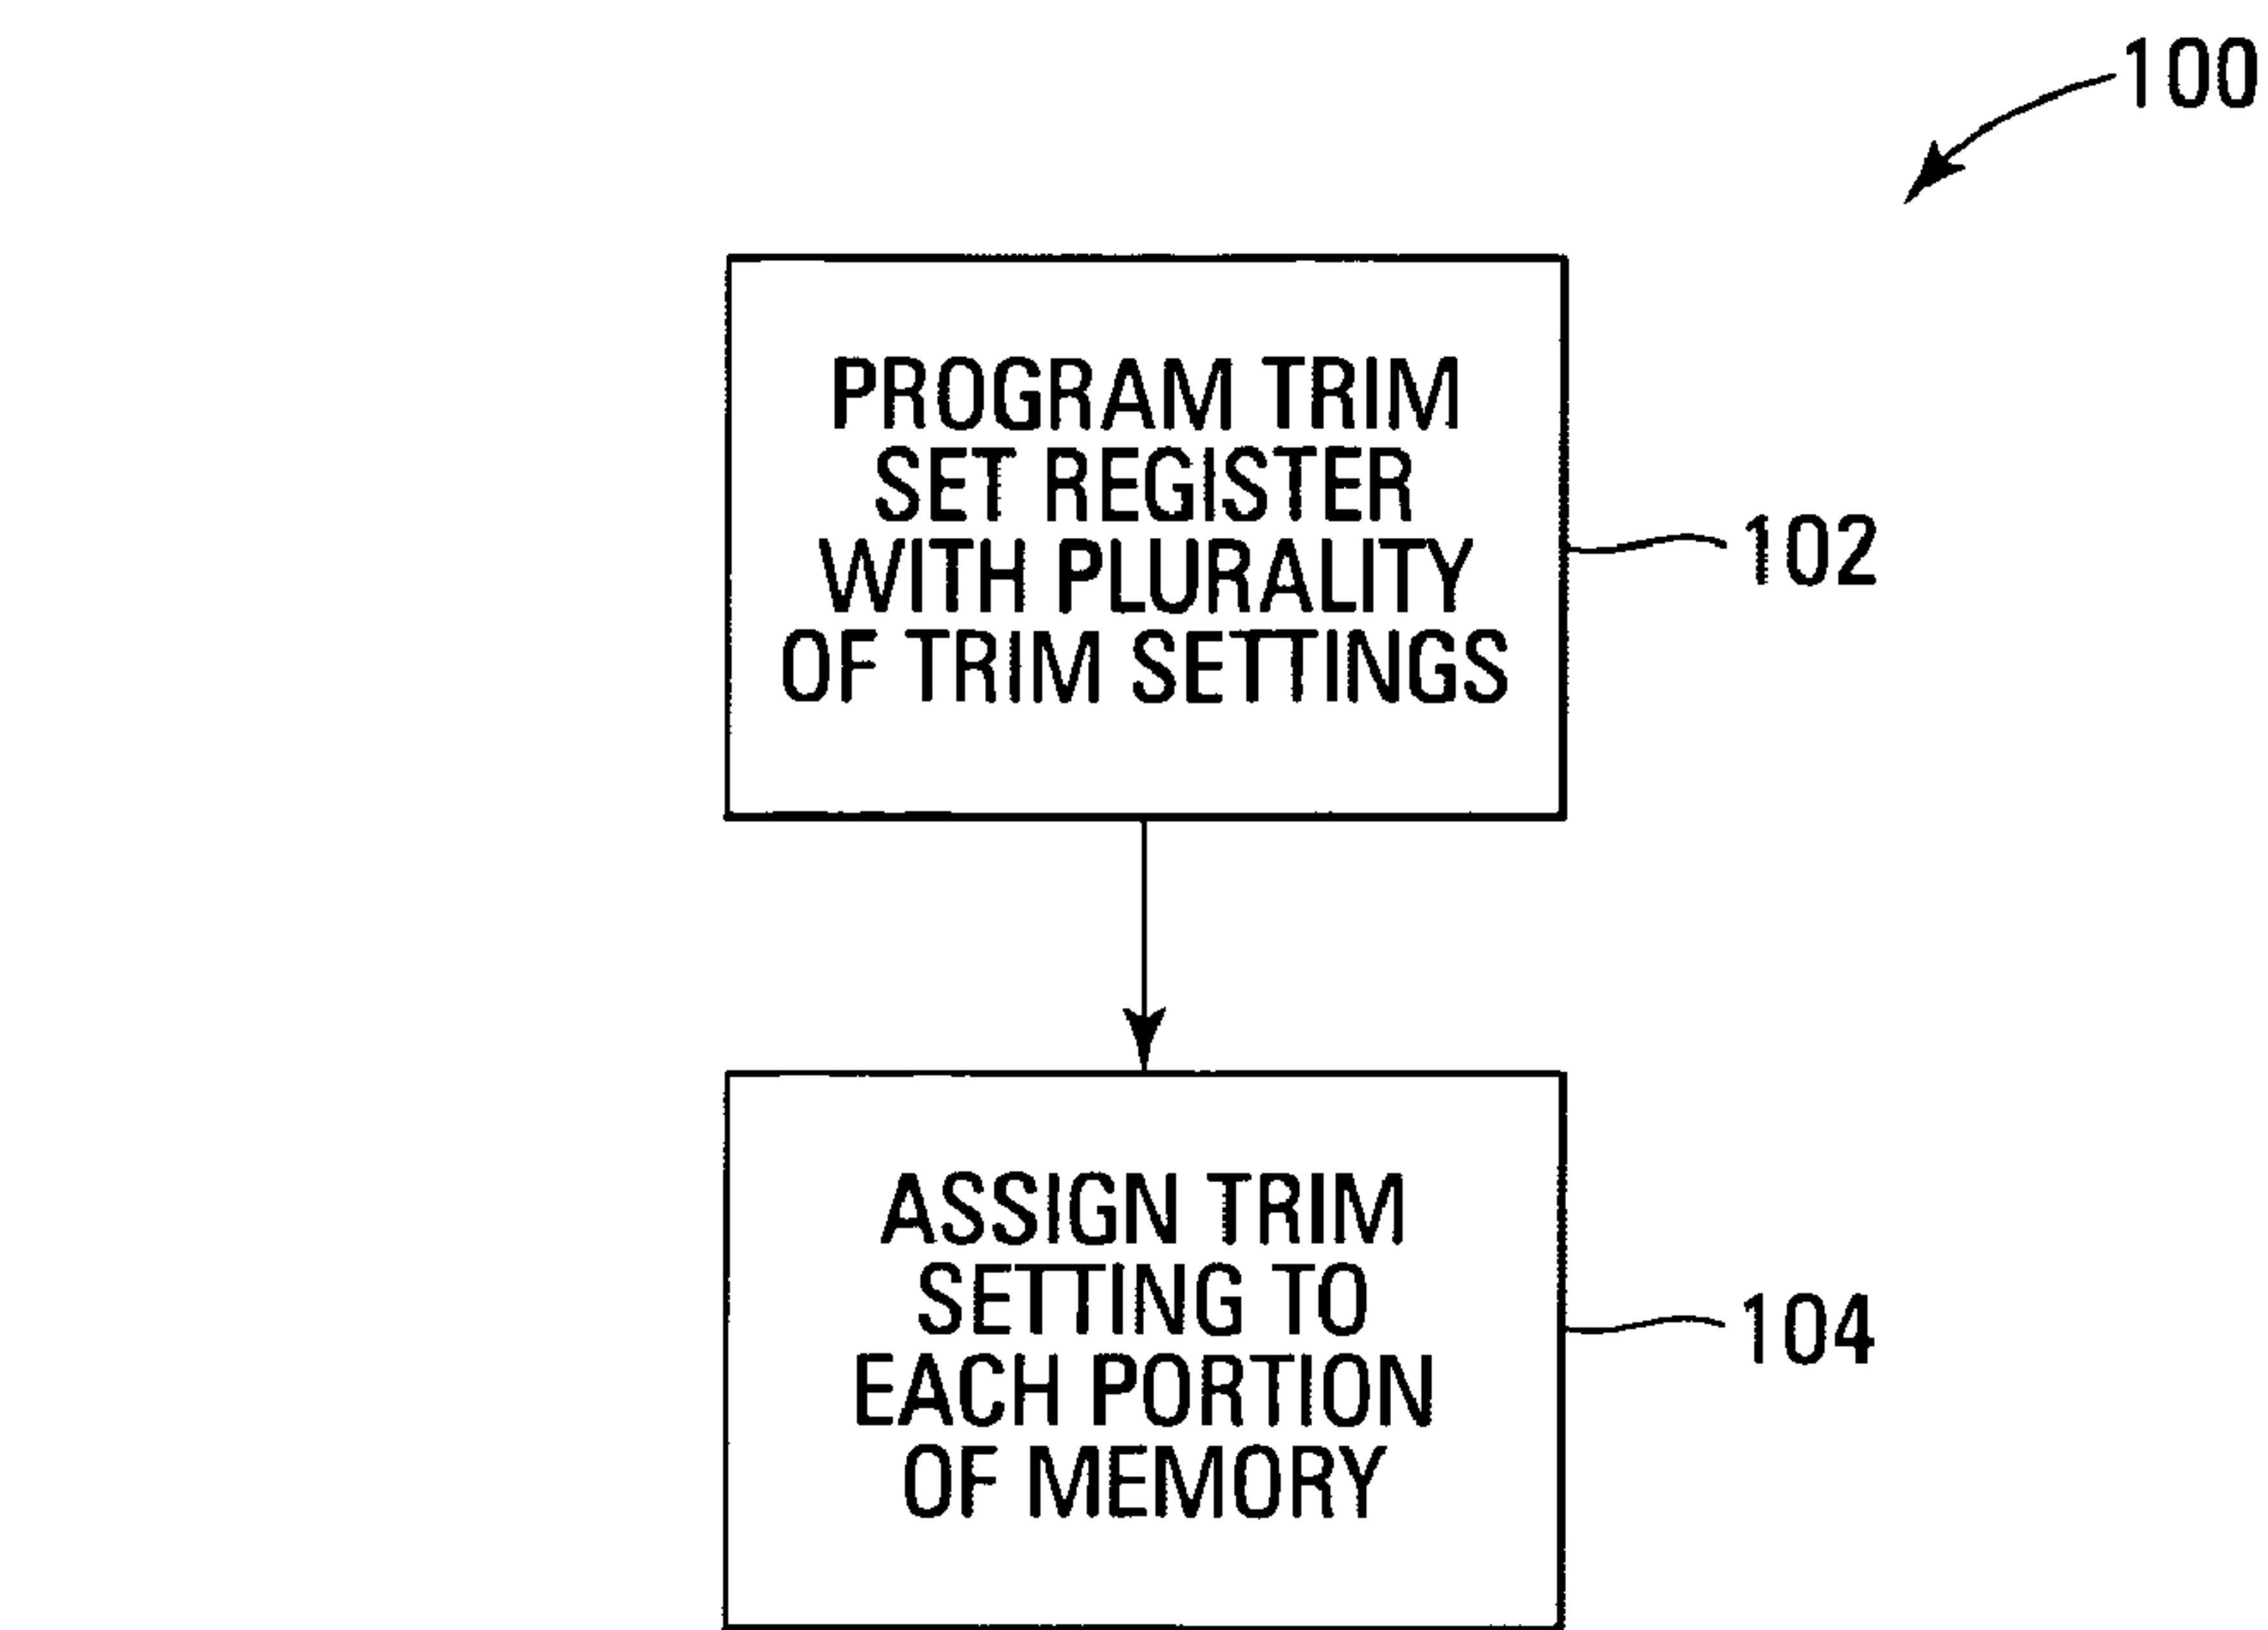 100
PROGRAM TRIM
SET REGISTER
WITH PLURALITY
OF TRIM SETTINGS
102
ASSIGN TRIM
SETTING TO
EACH PORTION
OF MEMORY
104